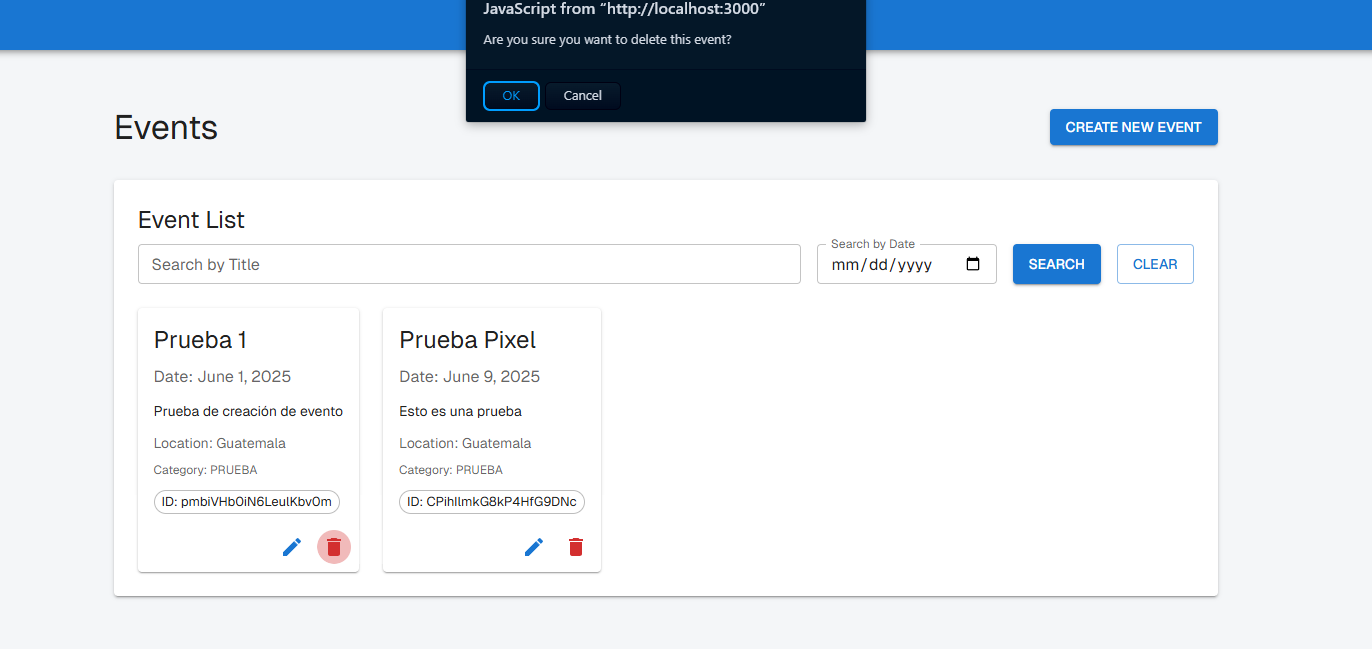 JavaScript from “http://localhost:3000”
Are you sure you want to delete this event?
OK Cancel
Events
CREATE NEW EVENT
Event List
Search by Title
Search by Date
mm/dd/yyyy
SEARCH
CLEAR
Prueba 1
Date: June 1, 2025
Prueba de creación de evento
Location: Guatemala
Category: PRUEBA
ID: pmbiVHb0iN6LeulKbv0m
Prueba Pixel
Date: June 9, 2025
Esto es una prueba
Location: Guatemala
Category: PRUEBA
ID: CPihIlmkG8kP4HfG9DNc